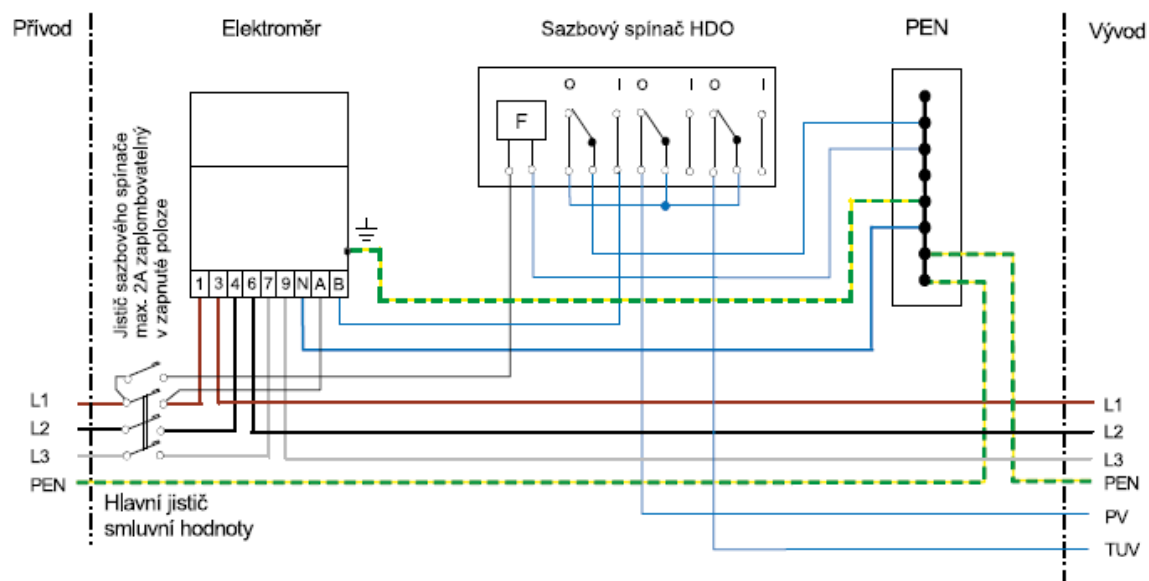 Přívod
Elektroměr
Sazbový spínač HDO
PEN
Vývod
Jistič sazbového spínače
max. 2A zaplombovatelný
v zapnuté poloze
F
O I O I O I
1 3 4 6 7 9 N A B
L1
L2
L3
PEN
Hlavní jistič
smluvní hodnoty
L1
L2
L3
PEN
PV
TUV